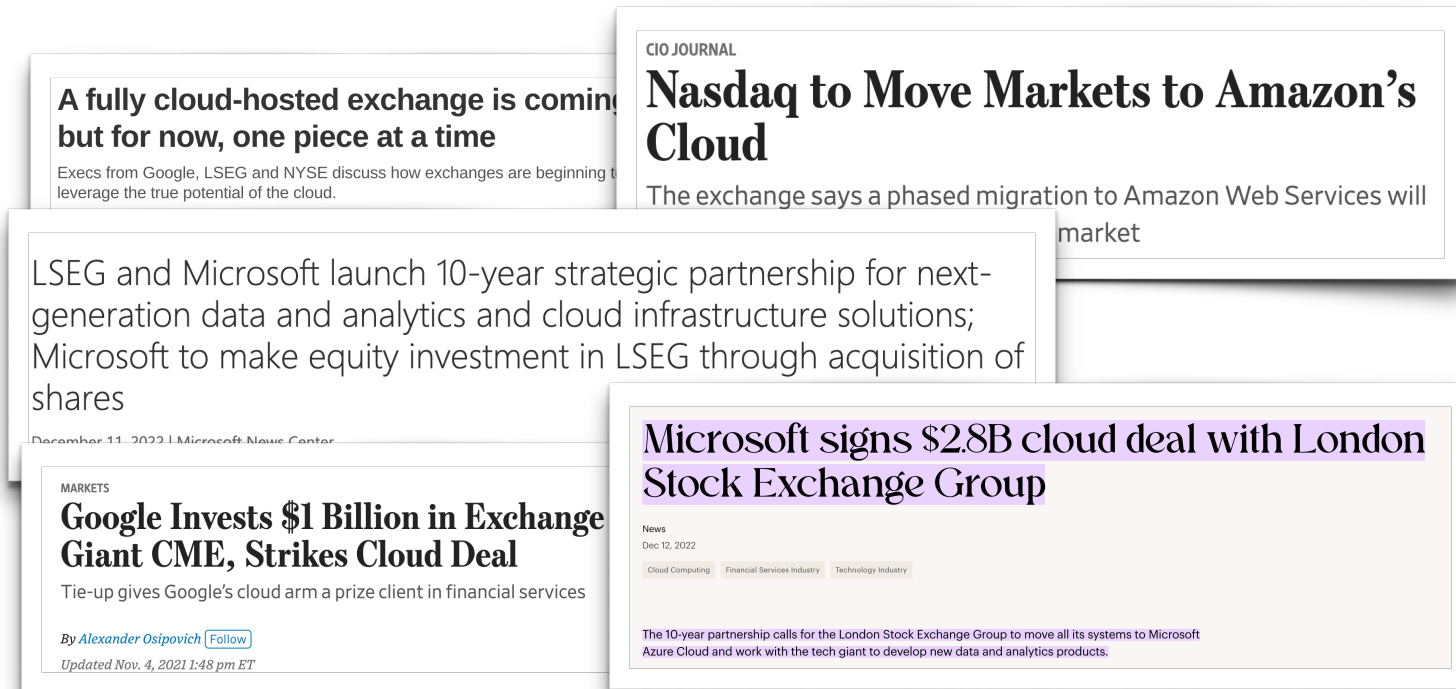 A fully cloud-hosted exchange is coming
but for now, one piece at a time
Execs from Google, LSEG and NYSE discuss how exchanges are beginning
leverage the true potential of the cloud.
CIO JOURNAL
Nasdaq to Move Markets to Amazon’s
Cloud
The exchange says a phased migration to Amazon Web Services will
market
LSEG and Microsoft launch 10-year strategic partnership for next-
generation data and analytics and cloud infrastructure solutions;
Microsoft to make equity investment in LSEG through acquisition of
shares
December 11, 2022 | Microsoft News Center
MARKETS
Google Invests $1 Billion in Exchange
Giant CME, Strikes Cloud Deal
Tie-up gives Google’s cloud arm a prize client in financial services
By Alexander Osipovich Follow
Updated Nov. 4, 2021 1:48 pm ET
Microsoft signs $2.8B cloud deal with London
Stock Exchange Group
News
Dec 12, 2022
Cloud Computing Financial Services Industry Technology Industry
The 10-year partnership calls for the London Stock Exchange Group to move all its systems to Microsoft
Azure Cloud and work with the tech giant to develop new data and analytics products.